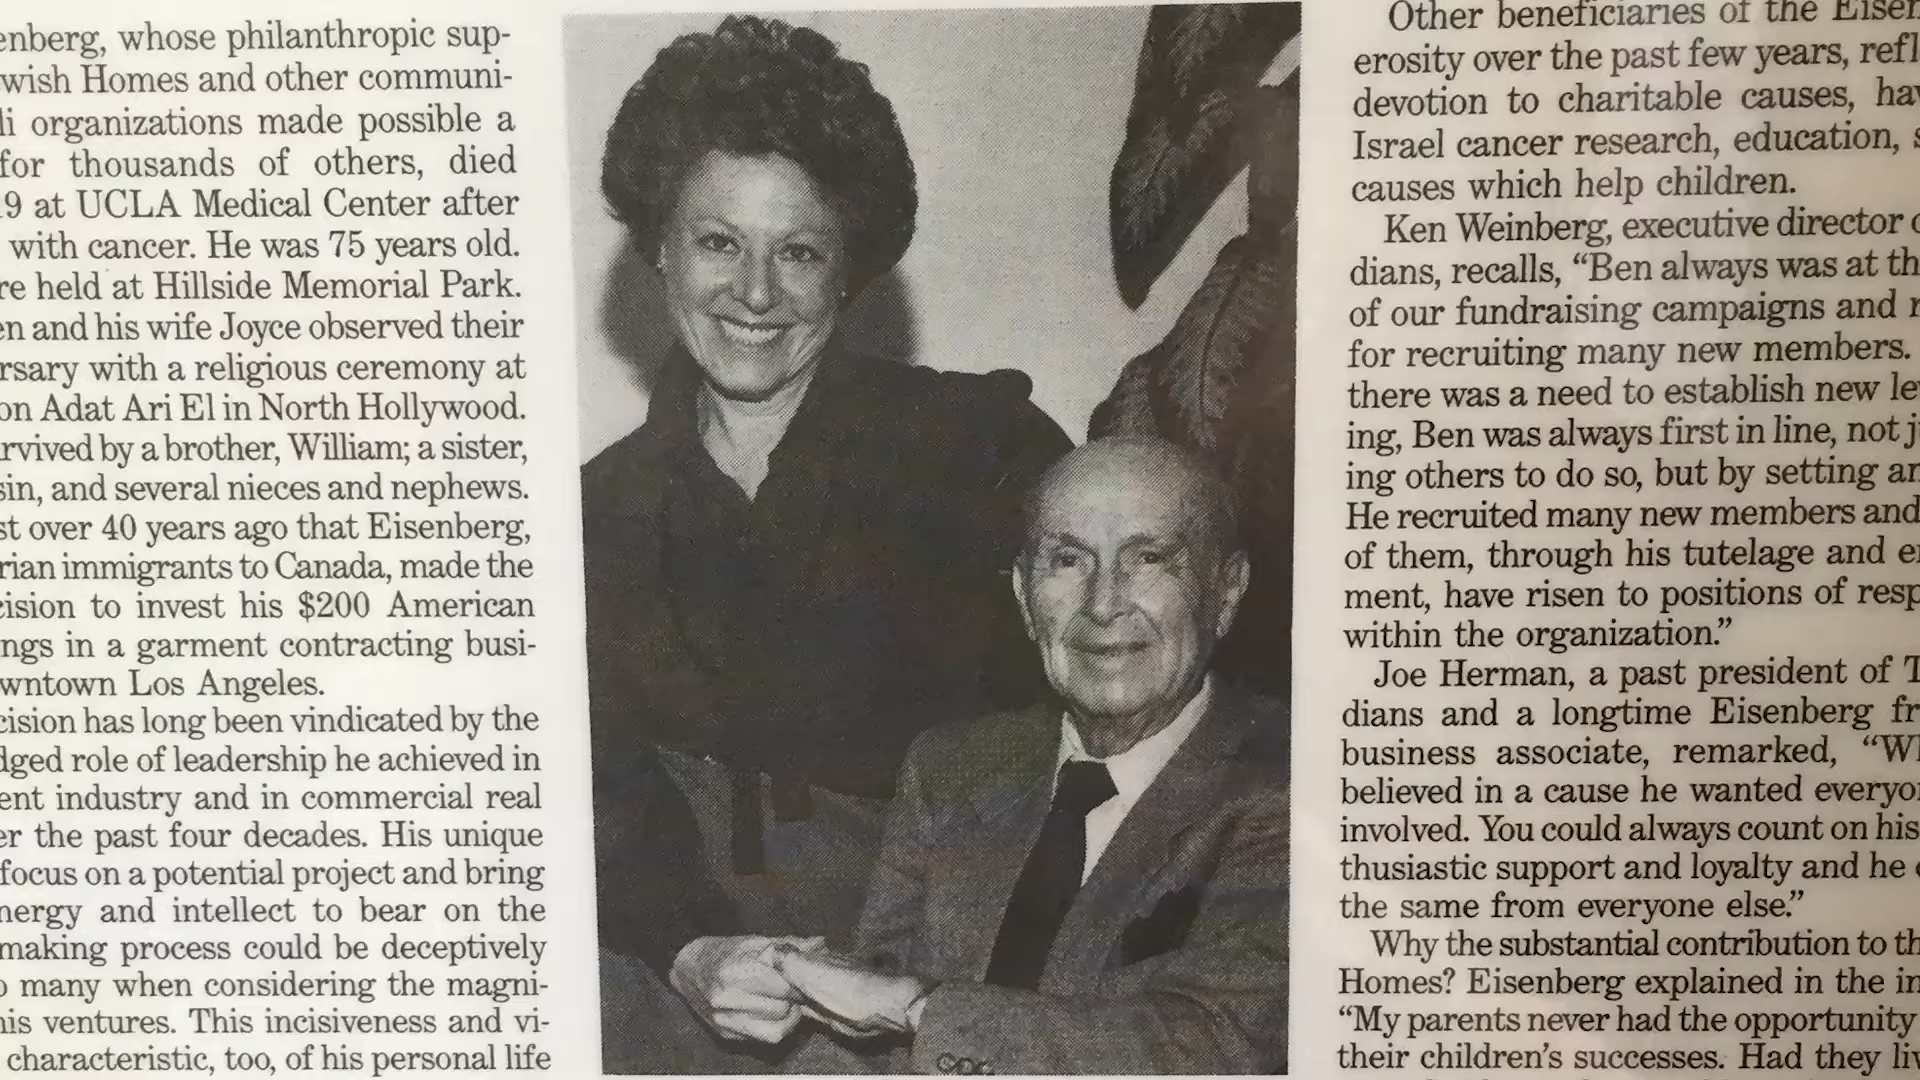 enberg, whose philanthropic sup-
wish Homes and other communi-
li organizations made possible a
for thousands of others, died
19 at UCLA Medical Center after
with cancer. He was 75 years old.
re held at Hillside Memorial Park.
en and his wife Joyce observed their
rsary with a religious ceremony at
on Adat Ari El in North Hollywood.
rvived by a brother, William; a sister,
sin, and several nieces and nephews.
st over 40 years ago that Eisenberg,
rian immigrants to Canada, made the
cision to invest his $200 American
ngs in a garment contracting busi-
wntown Los Angeles.
cision has long been vindicated by the
dged role of leadership he achieved in
ent industry and in commercial real
er the past four decades. His unique
focus on a potential project and bring
nergy and intellect to bear on the
making process could be deceptively
o many when considering the magni-
his ventures. This incisiveness and vi-
characteristic, too, of his personal life
Other beneficiaries of the Eisen
erosity over the past few years, refl
devotion to charitable causes, hav
Israel cancer research, education, s
causes which help children.
Ken Weinberg, executive director o
dians, recalls, “Ben always was at th
of our fundraising campaigns and r
for recruiting many new members.
there was a need to establish new lev
ing, Ben was always first in line, not j
ing others to do so, but by setting an
He recruited many new members and
of them, through his tutelage and en
ment, have risen to positions of resp
within the organization.”
Joe Herman, a past president of T
dians and a longtime Eisenberg fr
business associate, remarked, “Wh
believed in a cause he wanted everyo
involved. You could always count on his
thusiastic support and loyalty and he e
the same from everyone else.”
Why the substantial contribution to th
Homes? Eisenberg explained in the in
“My parents never had the opportunity
their children’s successes. Had they liv